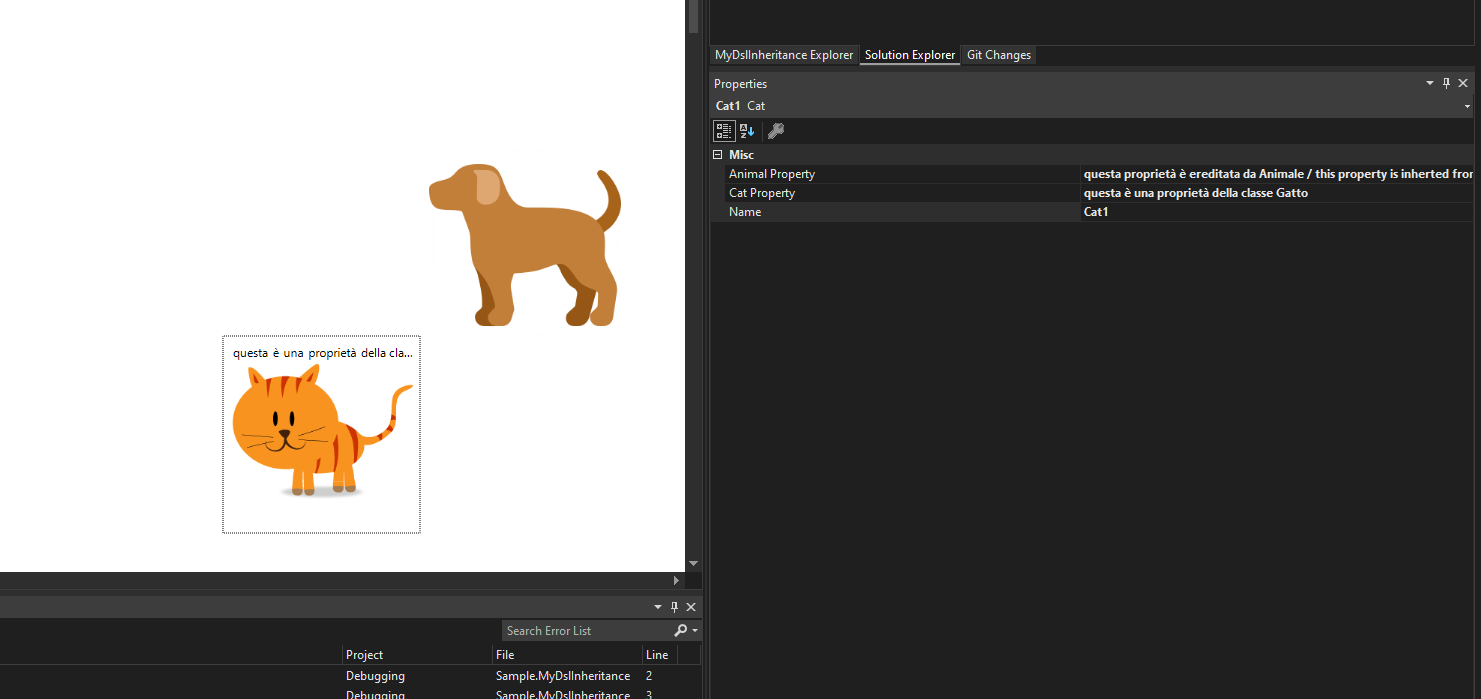 MyDslInheritance Explorer Solution Explorer Git Changes
Properties
Cat1 Cat
Misc
Animal Property questa proprietà è ereditata da Animale / this property is inherted from
Cat Property questa è una proprietà della classe Gatto
Name Cat1
questa è una proprietà della cla...
Search Error List
Project File Line
Debugging Sample.MyDslInheritance 2
Debugging Sample.MyDslInheritance 3